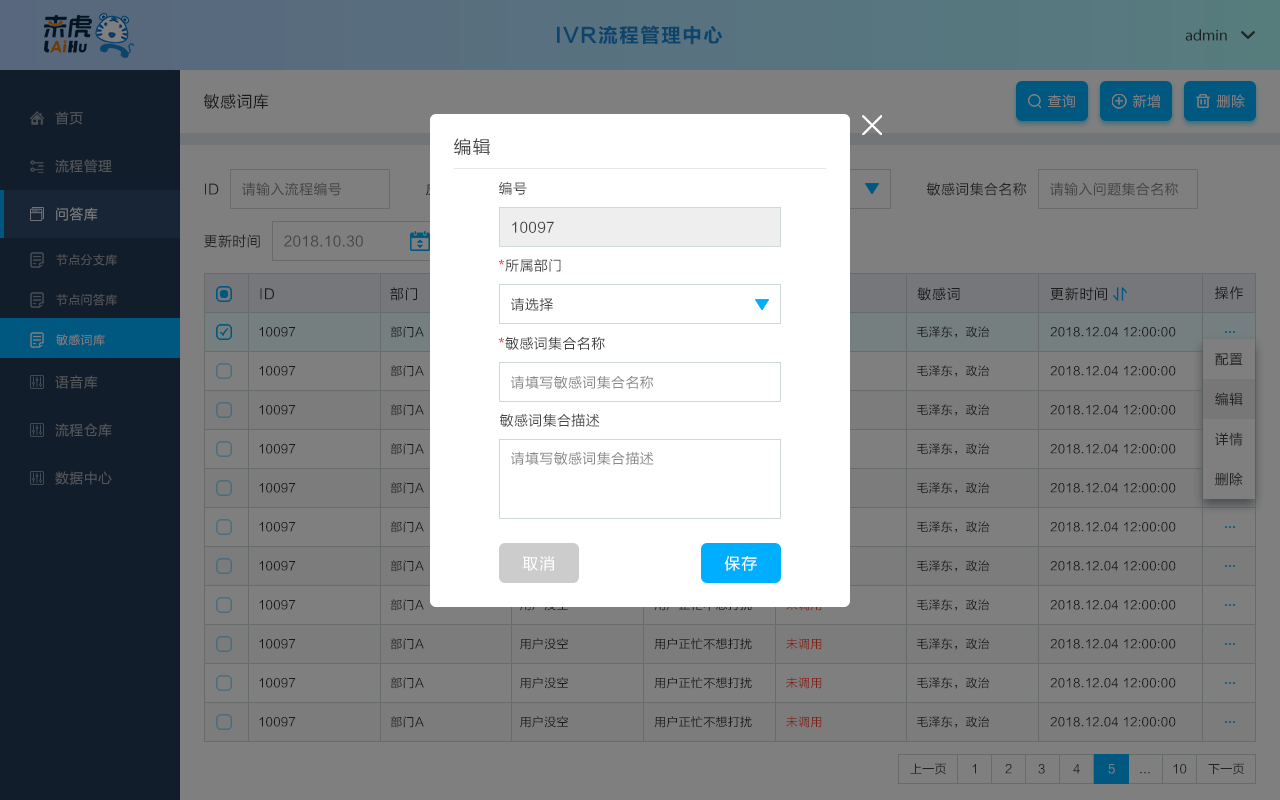 来虎
LAiHu
IVR流程管理中心
admin
首页
流程管理
问答库
节点分支库
节点问答库
敏感词库
语音库
流程仓库
数据中心
敏感词库
查询
新增
删除
ID
请输入流程编号
敏感词集合名称
请输入问题集合名称
更新时间
2018.10.30
ID 部门 敏感词 更新时间 操作
10097 部门A 毛泽东，政治 2018.12.04 12:00:00 ...
10097 部门A 毛泽东，政治 2018.12.04 12:00:00
10097 部门A 毛泽东，政治 2018.12.04 12:00:00
10097 部门A 毛泽东，政治 2018.12.04 12:00:00
10097 部门A 毛泽东，政治 2018.12.04 12:00:00
10097 部门A 毛泽东，政治 2018.12.04 12:00:00 ...
10097 部门A 毛泽东，政治 2018.12.04 12:00:00 ...
10097 部门A 用户没空 用户正忙不想打扰 未调用 毛泽东，政治 2018.12.04 12:00:00 ...
10097 部门A 用户没空 用户正忙不想打扰 未调用 毛泽东，政治 2018.12.04 12:00:00 ...
10097 部门A 用户没空 用户正忙不想打扰 未调用 毛泽东，政治 2018.12.04 12:00:00 ...
10097 部门A 用户没空 用户正忙不想打扰 未调用 毛泽东，政治 2018.12.04 12:00:00 ...
配置
编辑
详情
删除
上一页 1 2 3 4 5 ... 10 下一页
编辑
编号
10097
*所属部门
请选择
*敏感词集合名称
请填写敏感词集合名称
敏感词集合描述
请填写敏感词集合描述
取消
保存